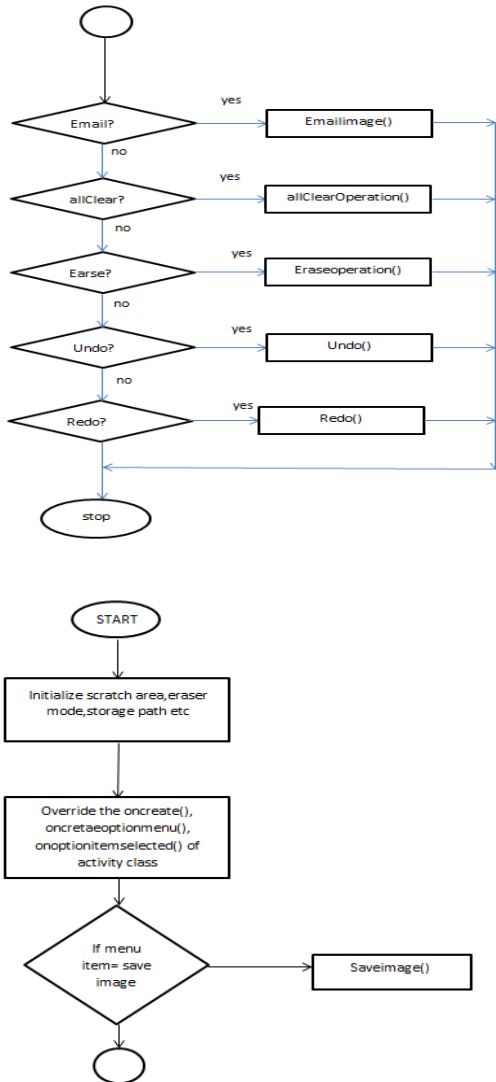 Email?
yes
Emailimage()
no
allClear?
yes
allClearOperation()
no
Earse?
yes
Eraseoperation()
no
Undo?
yes
Undo()
no
Redo?
yes
Redo()
stop
START
Initialize scratch area,eraser
mode,storage path etc
Override the oncreate(),
oncretaeoptionmenu(),
onoptionitemselected() of
activity class
If menu
item= save
image
Saveimage()